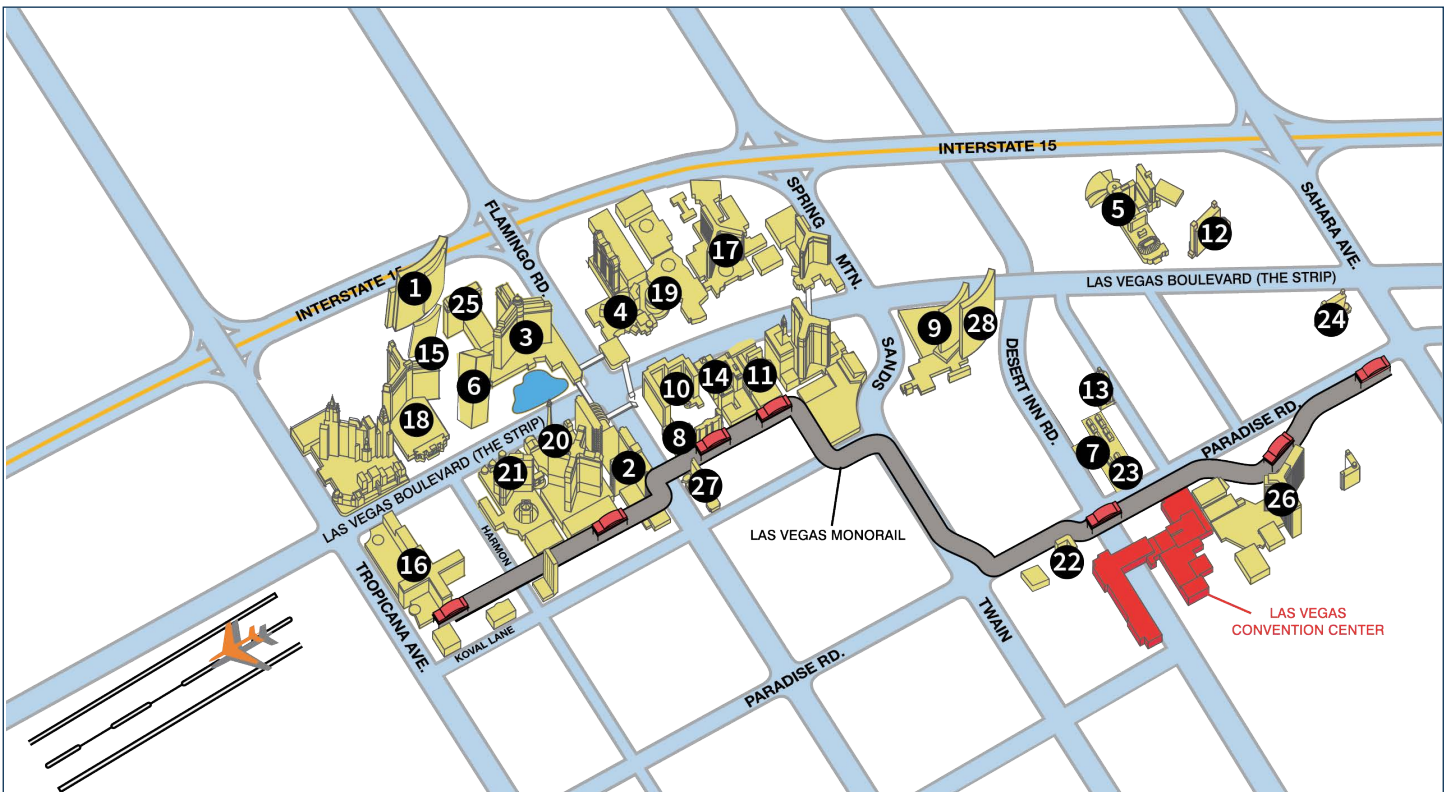 INTERSTATE 15
SPRING
MTN.
SAHARA AVE.
FLAMINGO RD
5
12
17
1
25
INTERSTATE 15
4
19
LAS VEGAS BOULEVARD (THE STRIP)
3
9
28
24
15
6
10
14
11
SANDS
DESERT INN RD.
13
18
20
8
PARADISE RD.
LAS VEGAS BOULEVARD (THE STRIP)
21
2
27
7
23
26
HARMON
LAS VEGAS MONORAIL
16
22
TROPICANA AVE.
KOVAL LANE
TWAIN
LAS VEGAS
CONVENTION CENTER
PARADISE RD.